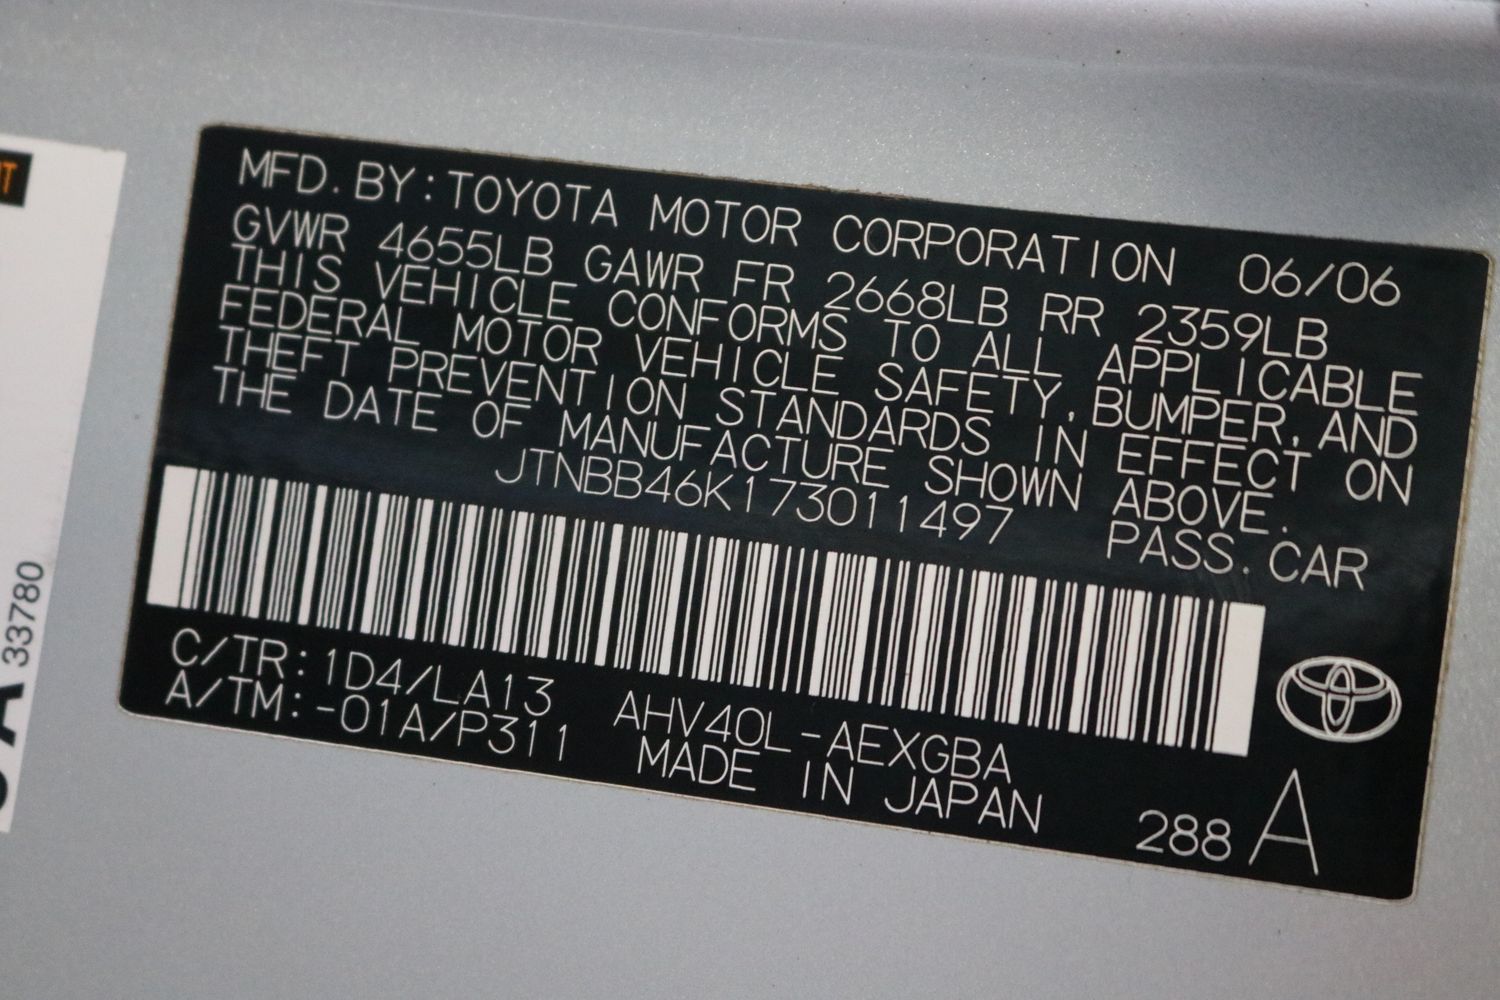 MFD. BY: TOYOTA MOTOR CORPORATION 06/06
GVWR 4655LB GAWR FR 2668LB RR 2359LB
THIS VEHICLE CONFORMS TO ALL APPLICABLE
FEDERAL MOTOR VEHICLE SAFETY, BUMPER, AND
THEFT PREVENTION STANDARDS IN EFFECT ON
THE DATE OF MANUFACTURE SHOWN ABOVE.
JTNBB46K173011497 PASS. CAR
C/TR: 1D4/LA13 AHV40L-AEXGBA
A/TM: -01A/P311 MADE IN JAPAN
288 A
33780